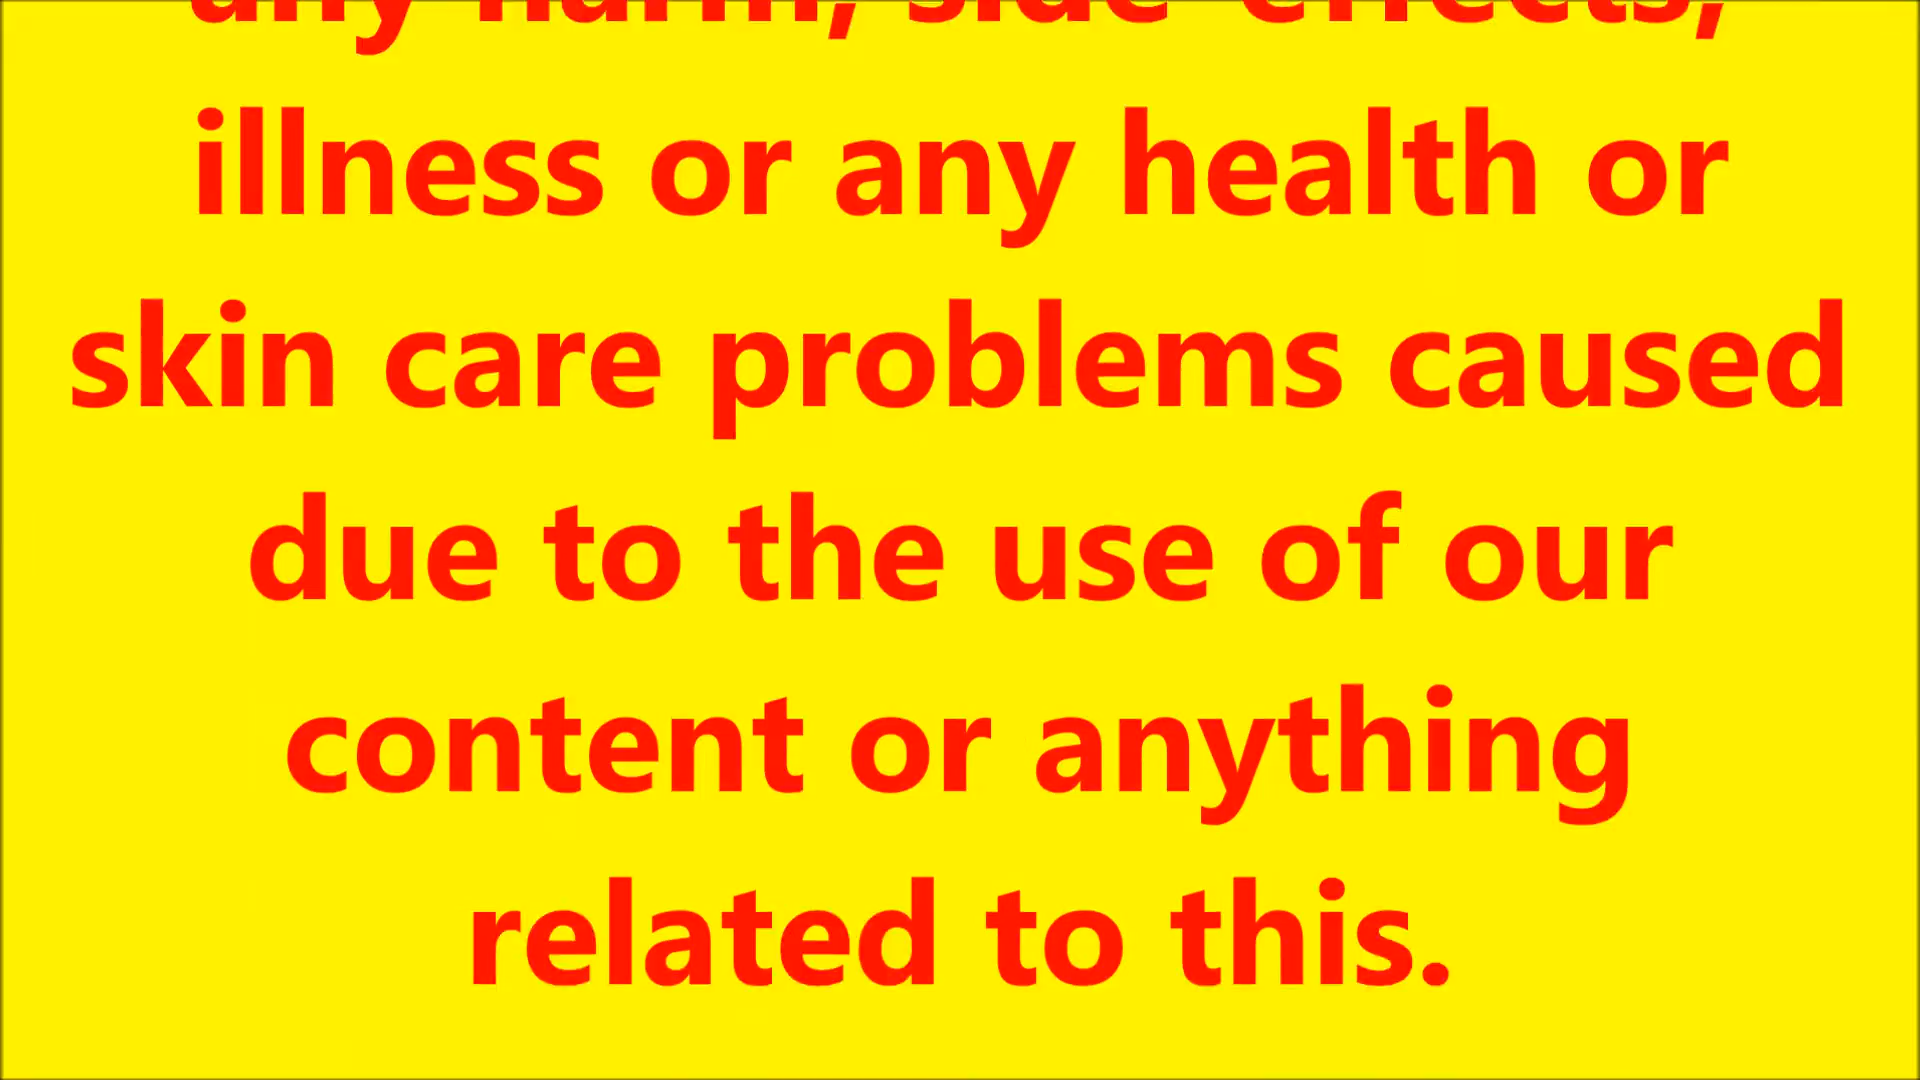 any harm, side-effects,
illness or any health or
skin care problems caused
due to the use of our
content or anything
related to this.